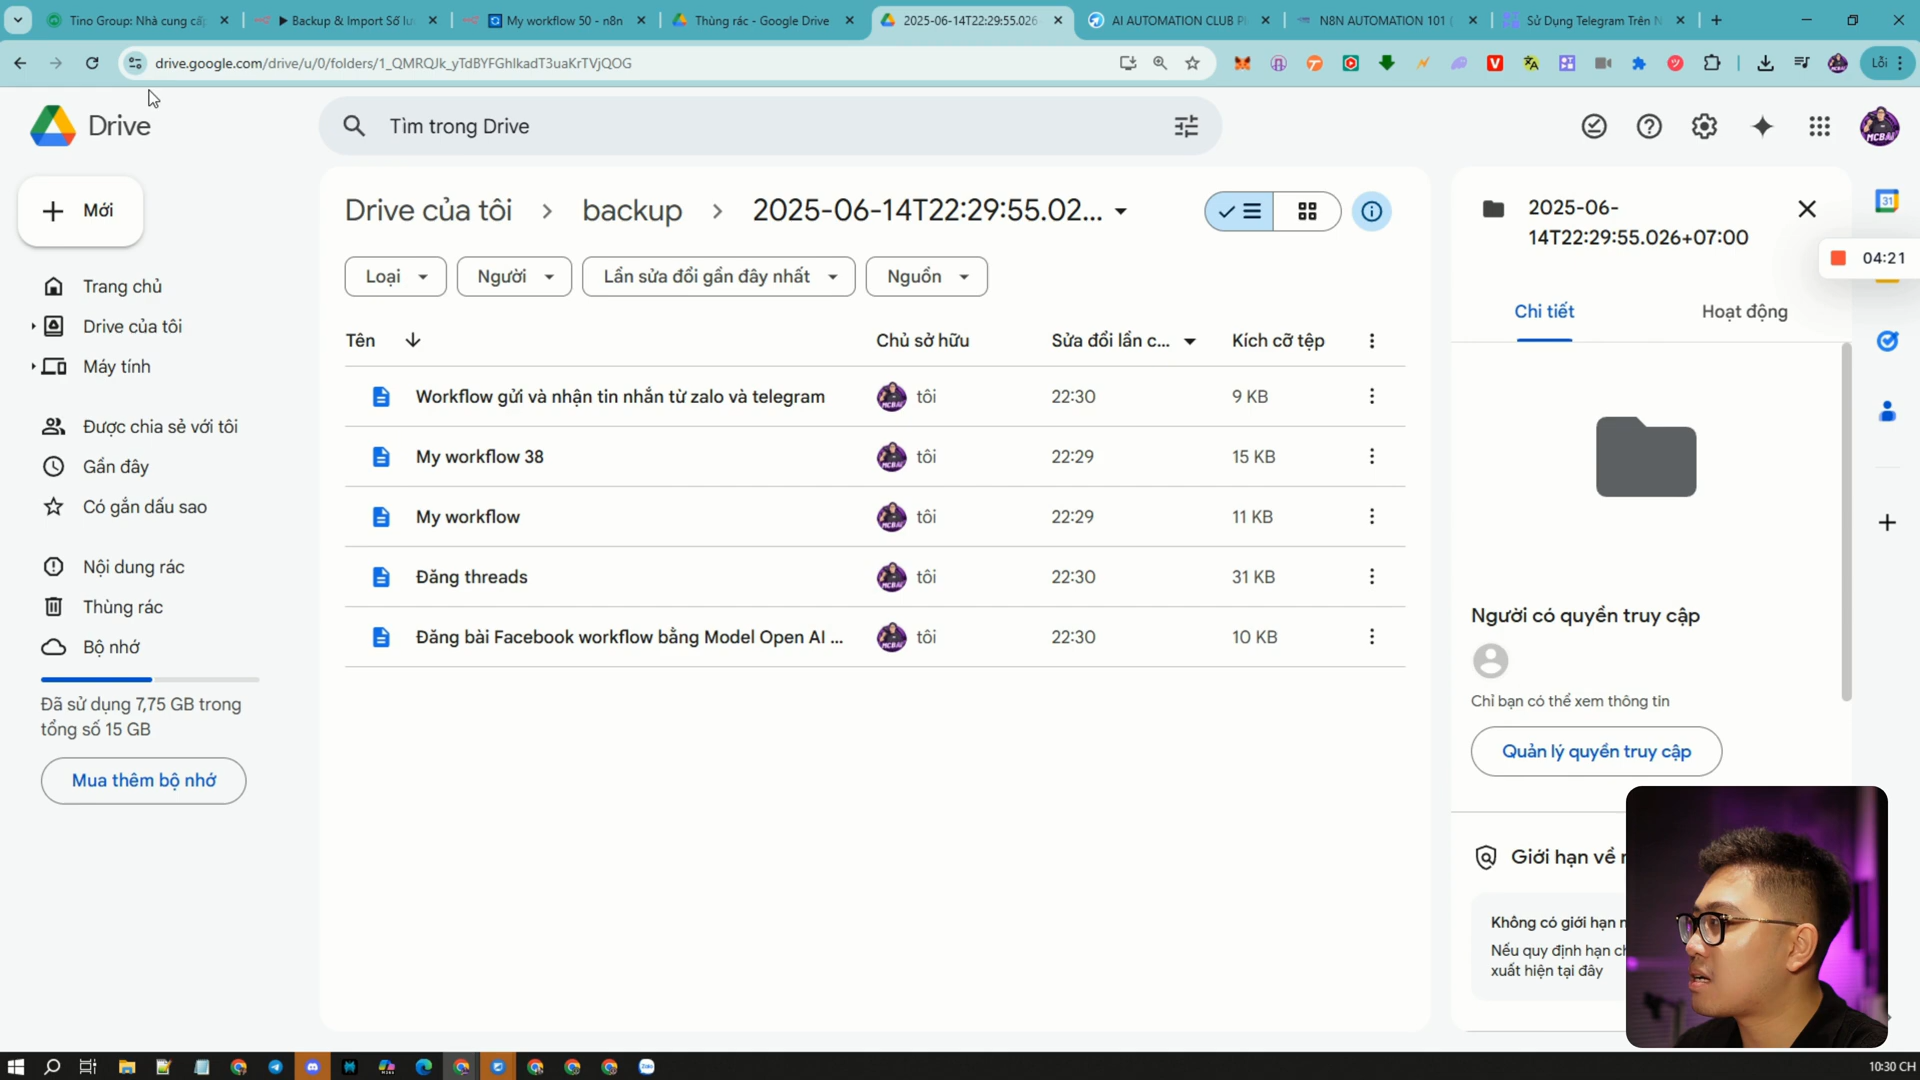 Tino Group: Nhà cung cấp
Backup & Import Số lư
My workflow 50 - n8n
Thùng rác - Google Drive
2025-06-14T22:29:55.026
AI AUTOMATION CLUB P
N8N AUTOMATION 101 (
Sử Dụng Telegram Trên N
drive.google.com/drive/u/0/folders/1_QMRQJk_yTdBYFGhlkadT3uaKrTVjQOG
Lỗi
Drive
Tìm trong Drive
Mới
Drive của tôi
backup
2025-06-14T22:29:55.02...
2025-06-
14T22:29:55.026+07:00
04:21
Loại
Người
Lần sửa đổi gần đây nhất
Nguồn
Chi tiết
Hoạt động
Trang chủ
Drive của tôi
Máy tính
Được chia sẻ với tôi
Gần đây
Có gắn dấu sao
Nội dung rác
Thùng rác
Bộ nhớ
Đã sử dụng 7,75 GB trong
tổng số 15 GB
Mua thêm bộ nhớ
Tên
Chủ sở hữu
Sửa đổi lần c...
Kích cỡ tệp
Workflow gửi và nhận tin nhắn từ zalo và telegram
tôi
22:30
9 KB
My workflow 38
tôi
22:29
15 KB
My workflow
tôi
22:29
11 KB
Đăng threads
tôi
22:30
31 KB
Đăng bài Facebook workflow bằng Model Open AI ...
tôi
22:30
10 KB
Người có quyền truy cập
Chỉ bạn có thể xem thông tin
Quản lý quyền truy cập
Giới hạn về
Không có giới hạn
Nếu quy định hạn
xuất hiện tại đây
31
MCBAI
10:30 CH